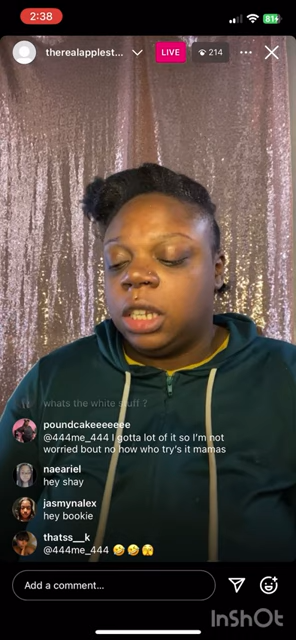 2:38
81
therealapplest...
LIVE
214
whats the white stuff ?
poundcakeeeeeee
@444me_444 I gotta lot of it so I'm not
worried bout no how who try's it mamas
naeariel
hey shay
jasmynalex
hey bookie
thatss__k
@444me_444 🤣🤣🫣
Add a comment...
InShOt